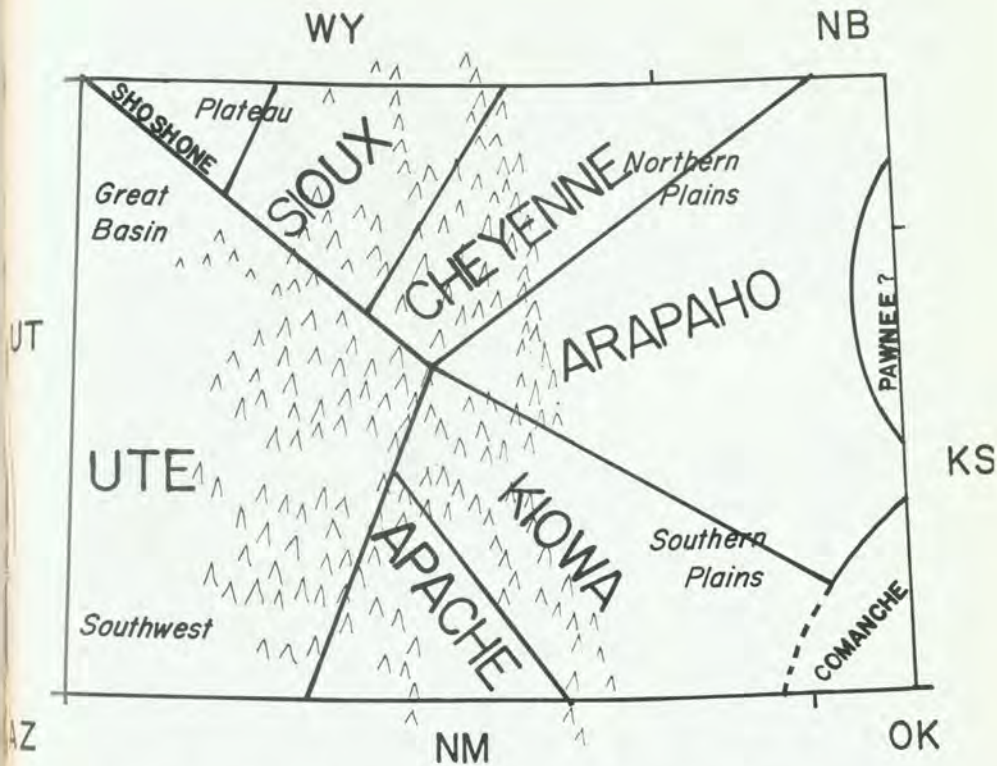 WY
NB
SHOSHONE
Plateau
SIOUX
CHEYENNE
Northern
Plains
Great
Basin
ARAPAHO
PAWNEE?
UT
UTE
KS
KIOWA
APACHE
Southern
Plains
COMANCHE
Southwest
AZ
NM
OK